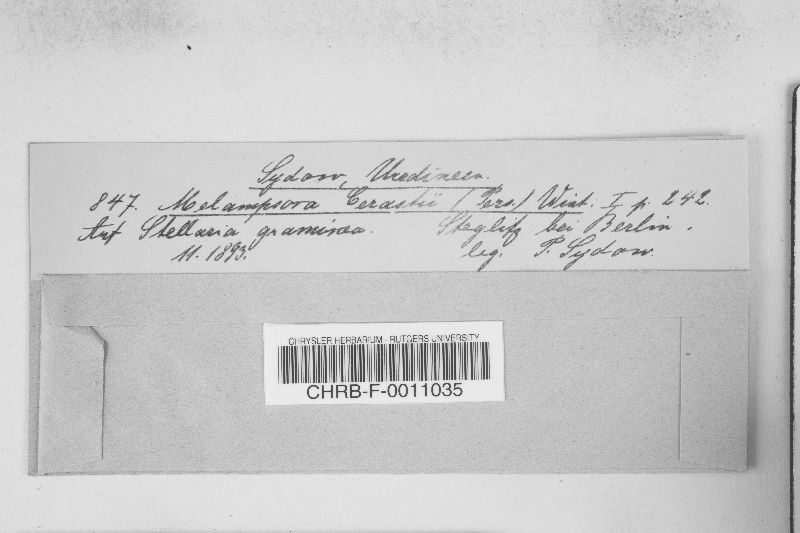 Sydow, Uredineen.
847. Melampsora Cerastii (Pers.) Wint. I, p. 242.
Auf Stellaria graminea. Steglitz bei Berlin.
11. 1893. leg. P. Sydow.
CHRYSLER HERBARIUM - RUTGERS UNIVERSITY
CHRB-F-0011035